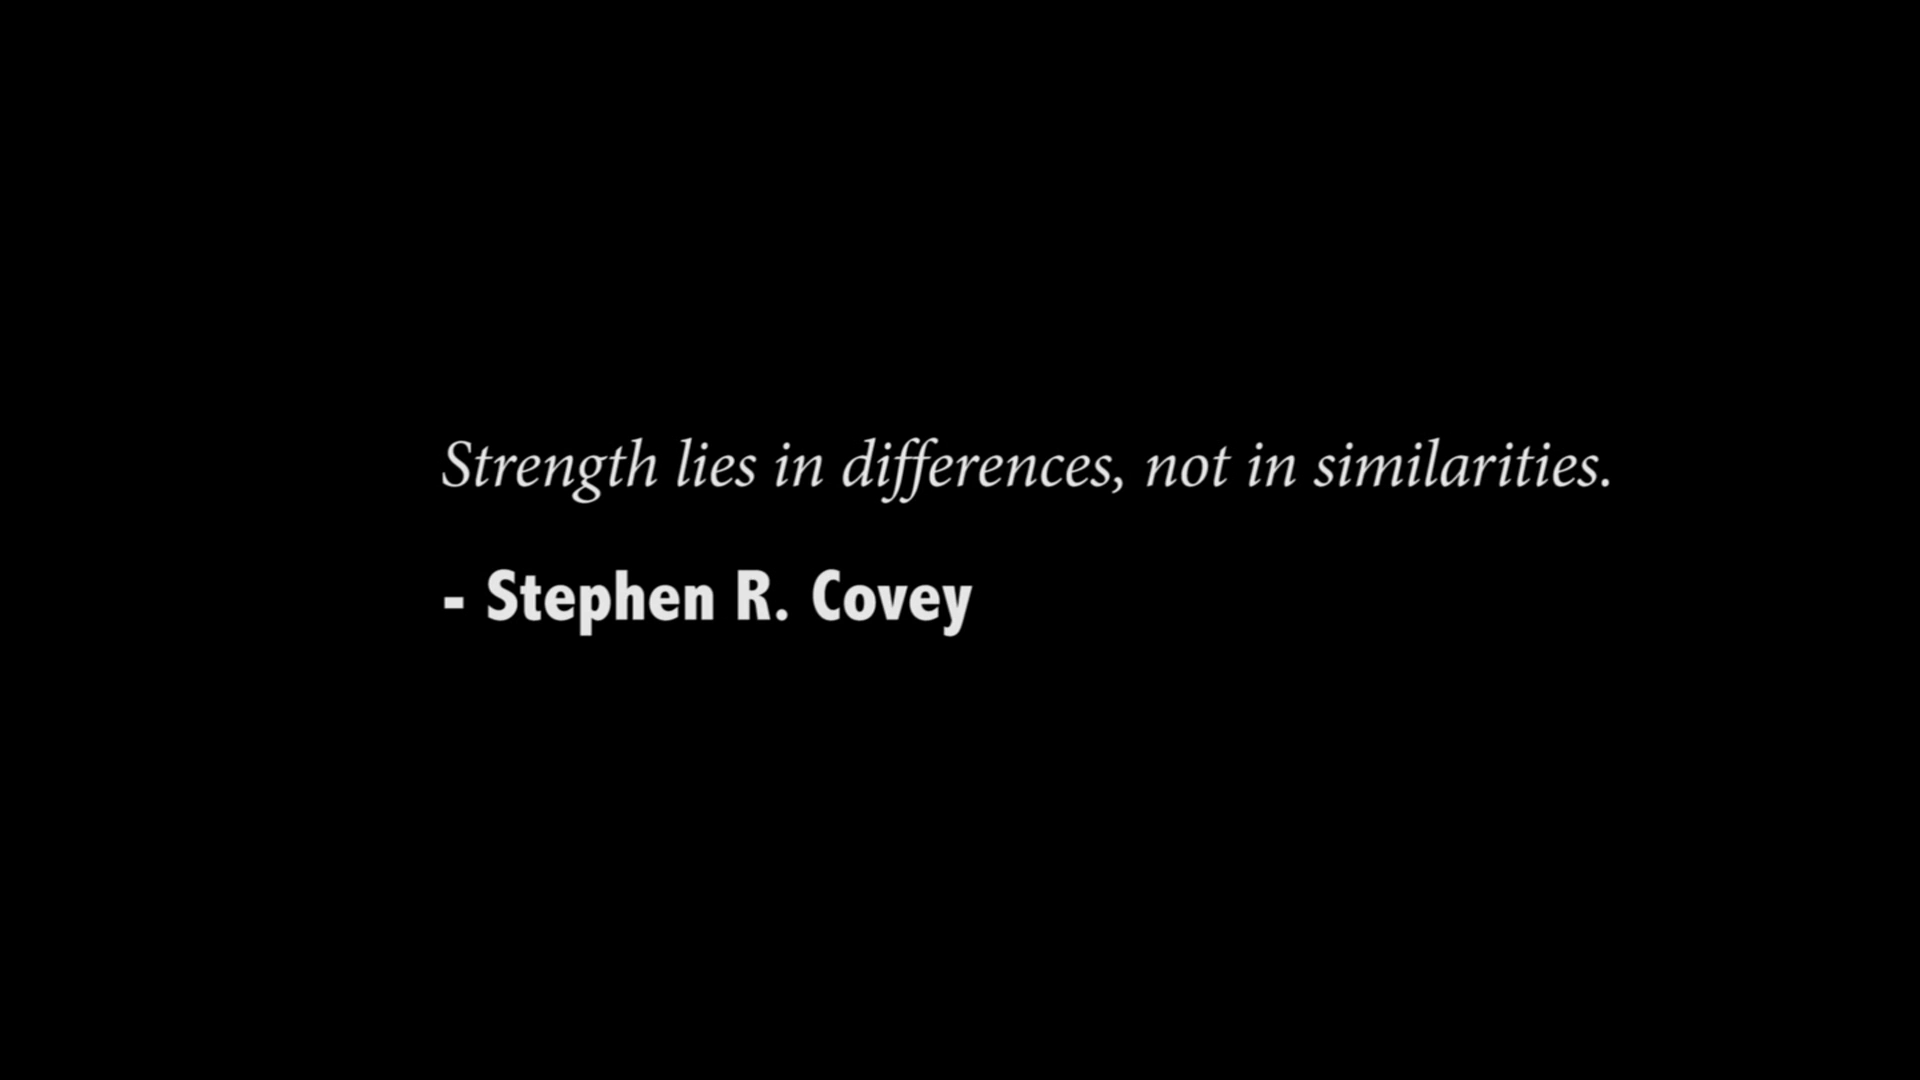 Strength lies in differences, not in similarities.
- Stephen R. Covey